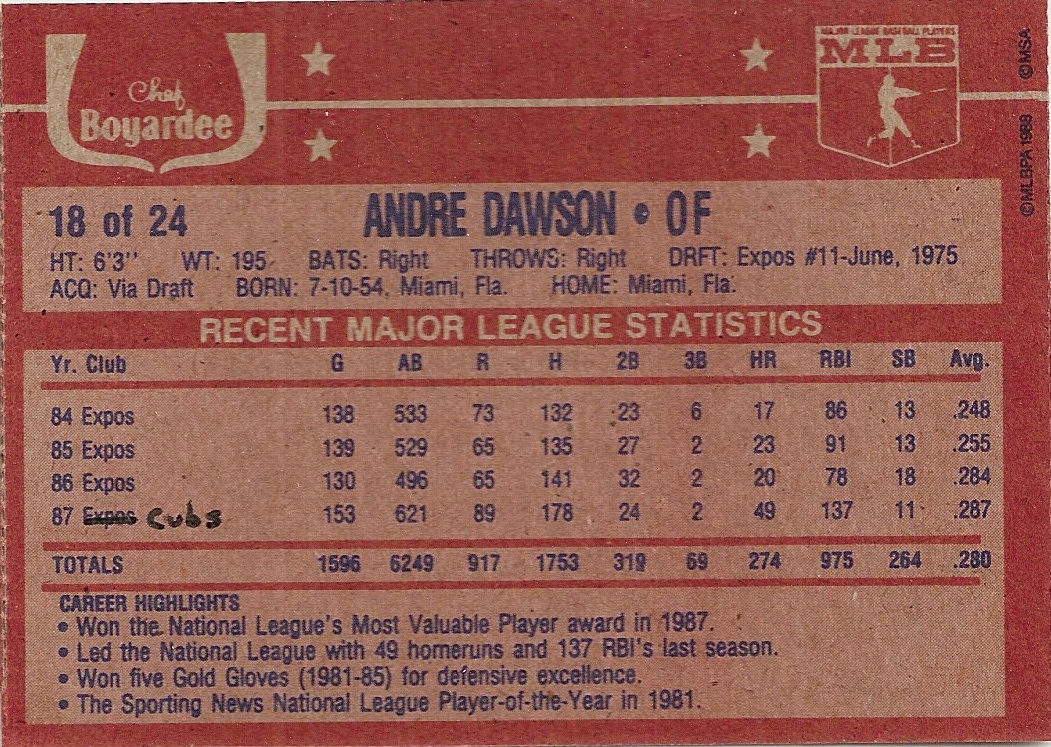 Chef
Boyardee
MAJOR LEAGUE BASEBALL PLAYERS
MLB
©MLBPA 1988 ©MSA
18 of 24 ANDRE DAWSON • OF
HT: 6'3'' WT: 195 BATS: Right THROWS: Right DRFT: Expos #11-June, 1975
ACQ: Via Draft BORN: 7-10-54, Miami, Fla. HOME: Miami, Fla.
RECENT MAJOR LEAGUE STATISTICS
Yr. Club G AB R H 2B 3B HR RBI SB Avg.
84 Expos 138 533 73 132 23 6 17 86 13 .248
85 Expos 139 529 65 135 27 2 23 91 13 .255
86 Expos 130 496 65 141 32 2 20 78 18 .284
87 Expos Cubs 153 621 89 178 24 2 49 137 11 .287
TOTALS 1596 6249 917 1753 319 69 274 975 264 .280
CAREER HIGHLIGHTS
• Won the National League's Most Valuable Player award in 1987.
• Led the National League with 49 homeruns and 137 RBI's last season.
• Won five Gold Gloves (1981-85) for defensive excellence.
• The Sporting News National League Player-of-the-Year in 1981.